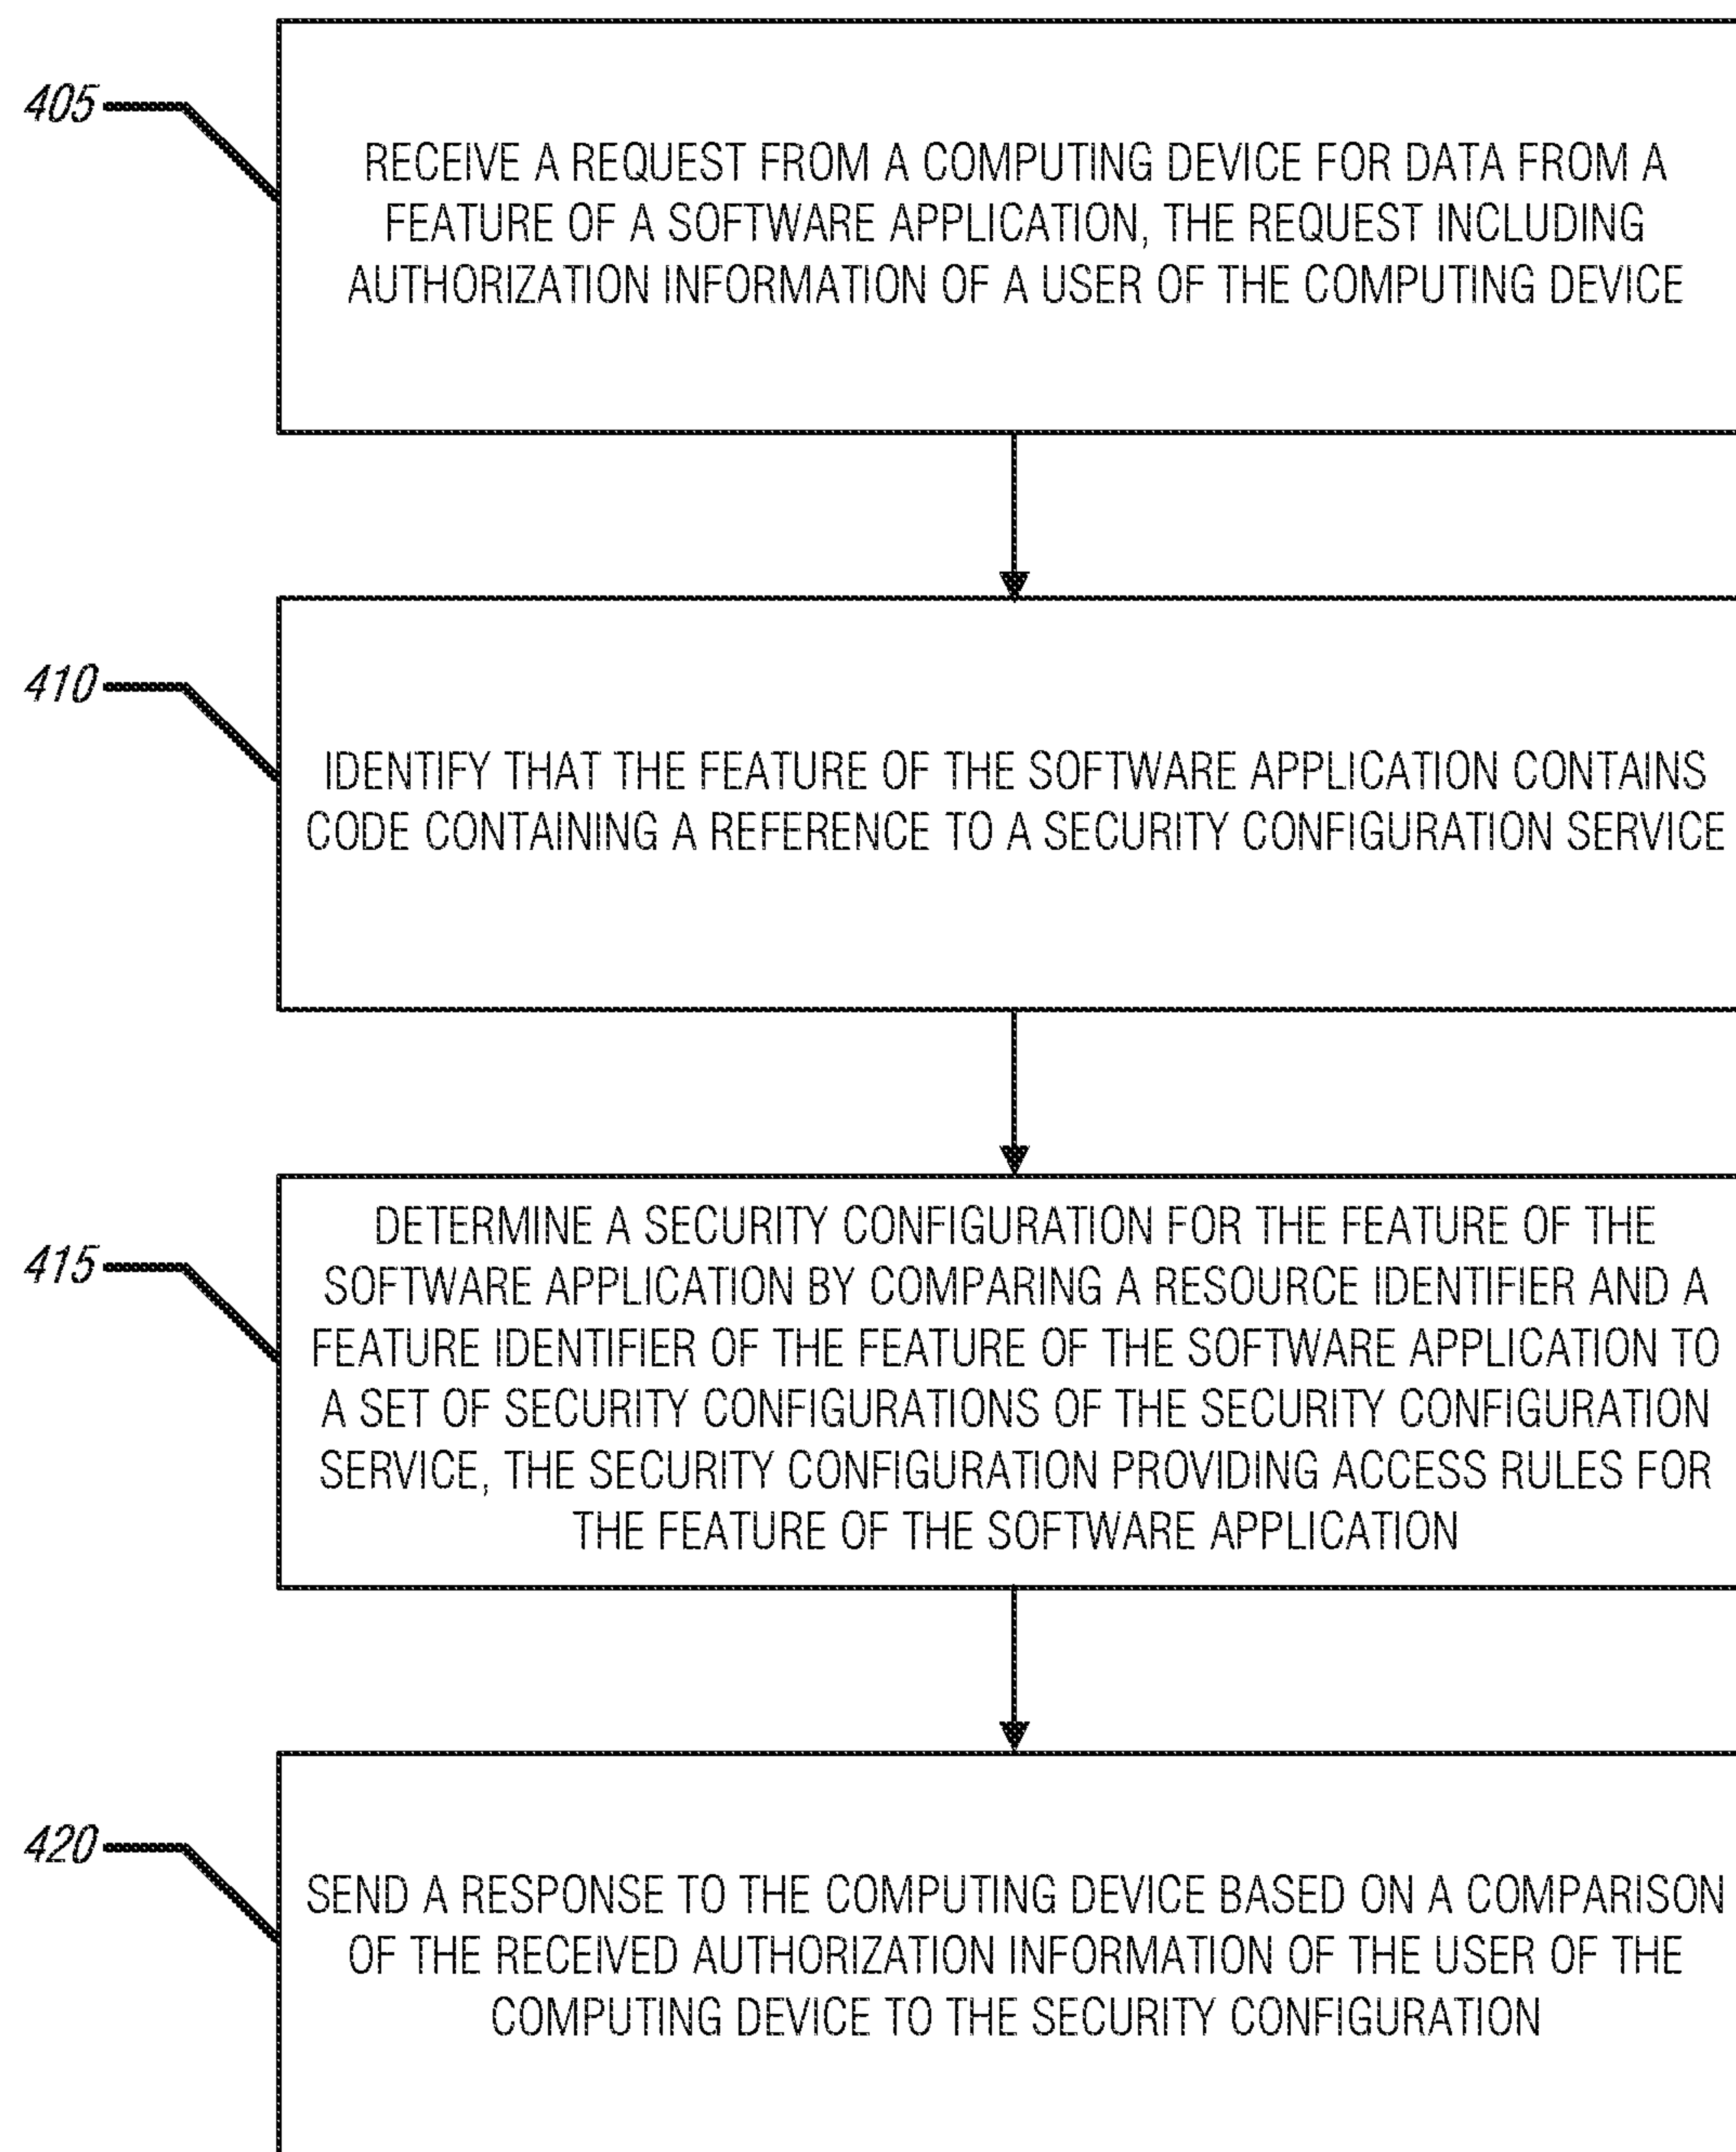 405
RECEIVE A REQUEST FROM A COMPUTING DEVICE FOR DATA FROM A
FEATURE OF A SOFTWARE APPLICATION, THE REQUEST INCLUDING
AUTHORIZATION INFORMATION OF A USER OF THE COMPUTING DEVICE
410
IDENTIFY THAT THE FEATURE OF THE SOFTWARE APPLICATION CONTAINS
CODE CONTAINING A REFERENCE TO A SECURITY CONFIGURATION SERVICE
415
DETERMINE A SECURITY CONFIGURATION FOR THE FEATURE OF THE
SOFTWARE APPLICATION BY COMPARING A RESOURCE IDENTIFIER AND A
FEATURE IDENTIFIER OF THE FEATURE OF THE SOFTWARE APPLICATION TO
A SET OF SECURITY CONFIGURATIONS OF THE SECURITY CONFIGURATION
SERVICE, THE SECURITY CONFIGURATION PROVIDING ACCESS RULES FOR
THE FEATURE OF THE SOFTWARE APPLICATION
420
SEND A RESPONSE TO THE COMPUTING DEVICE BASED ON A COMPARISON
OF THE RECEIVED AUTHORIZATION INFORMATION OF THE USER OF THE
COMPUTING DEVICE TO THE SECURITY CONFIGURATION